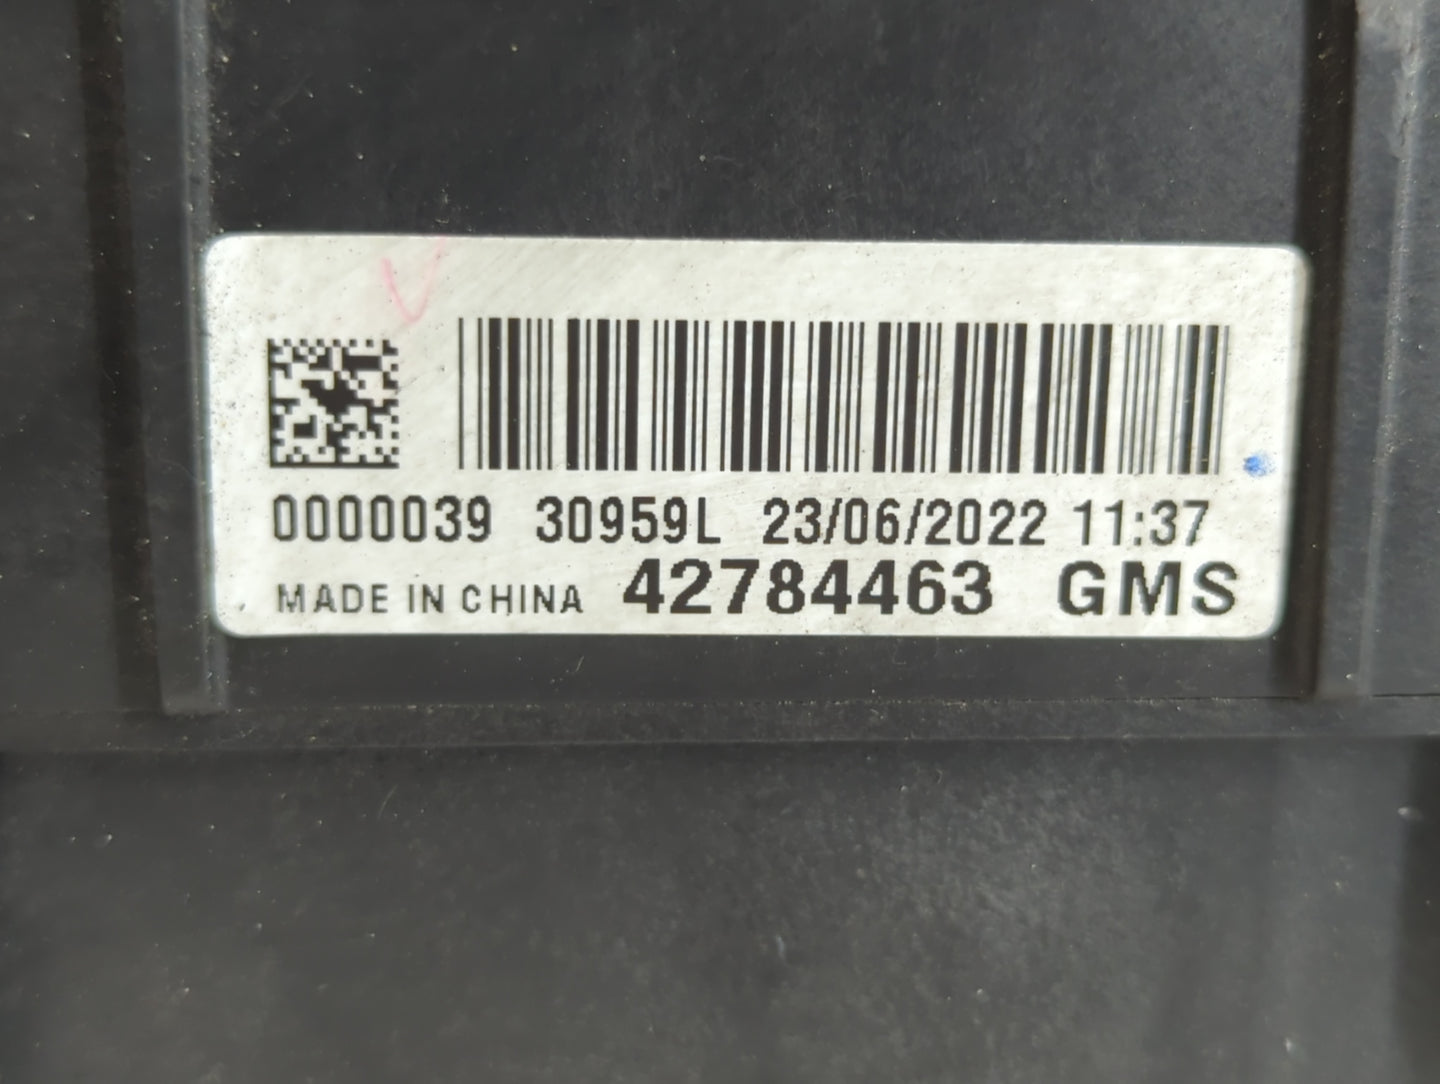 0000039 30959L 23/06/2022 11:37
MADE IN CHINA 42784463 GMS